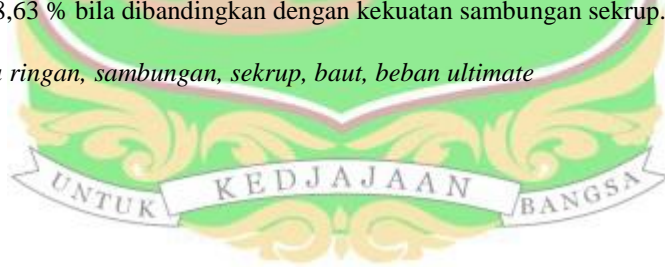 8,63 % bila dibandingkan dengan kekuatan sambungan sekrup.
ringan, sambungan, sekrup, baut, beban ultimate
UNTUK KEDJAJAAN BANGSA